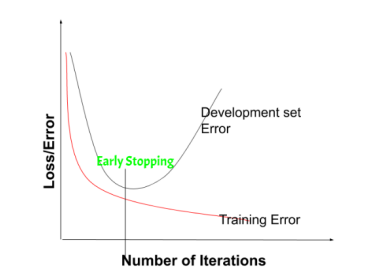 Loss/Error
Development set
Error
Early Stopping
Training Error
Number of Iterations